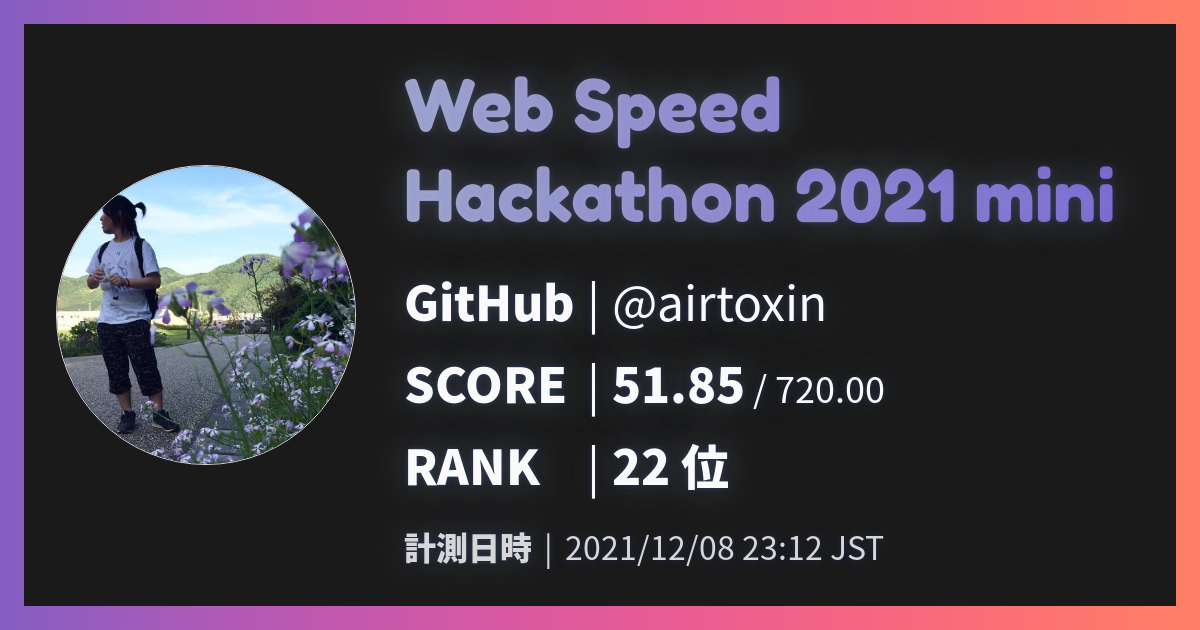 Web Speed
Hackathon 2021 mini
GitHub | @airtoxin
SCORE | 51.85 / 720.00
RANK | 22 位
計測日時 | 2021/12/08 23:12 JST